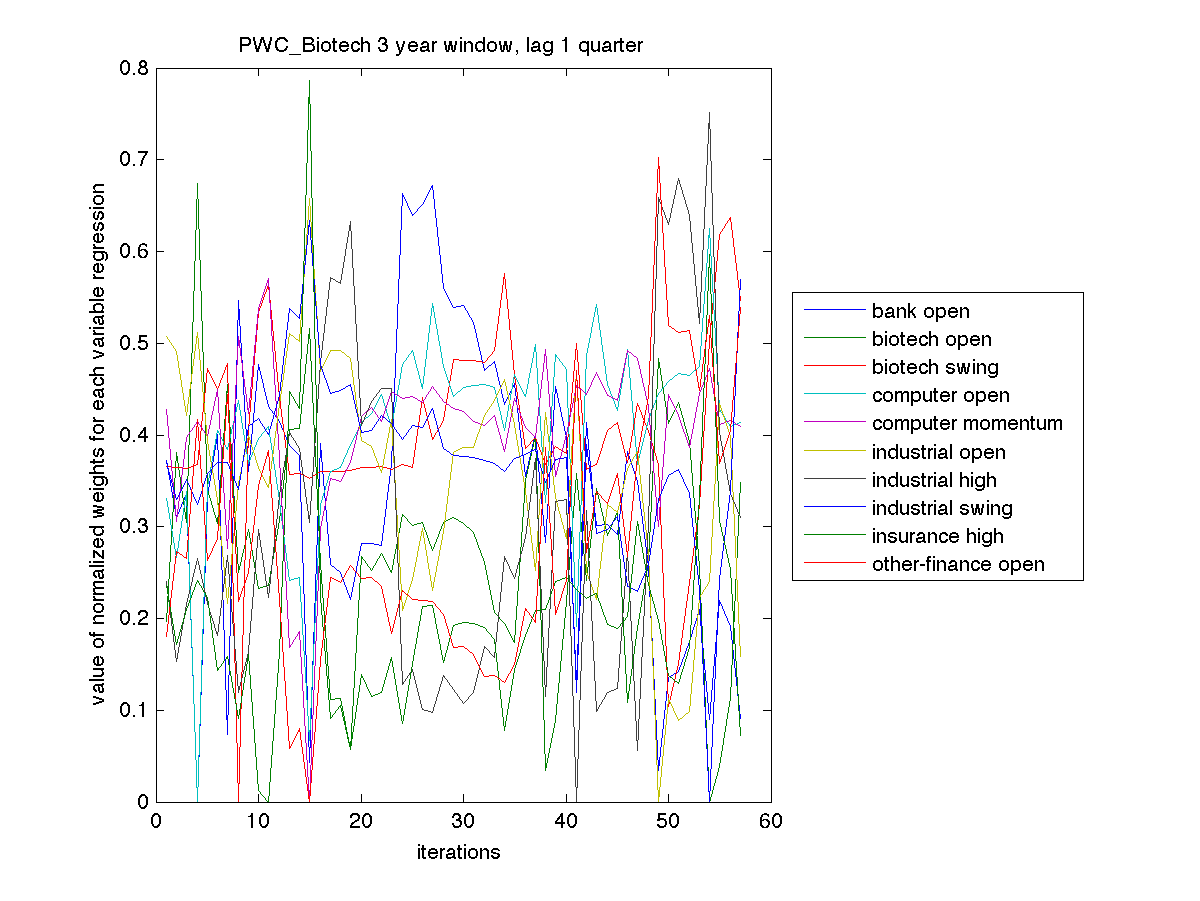 PWC_Biotech 3 year window, lag 1 quarter
0.8
0.7
0.6
0.5
0.4
0.3
0.2
0.1
0
value of normalized weights for each variable regression
0 10 20 30 40 50 60
iterations
bank open
biotech open
biotech swing
computer open
computer momentum
industrial open
industrial high
industrial swing
insurance high
other-finance open